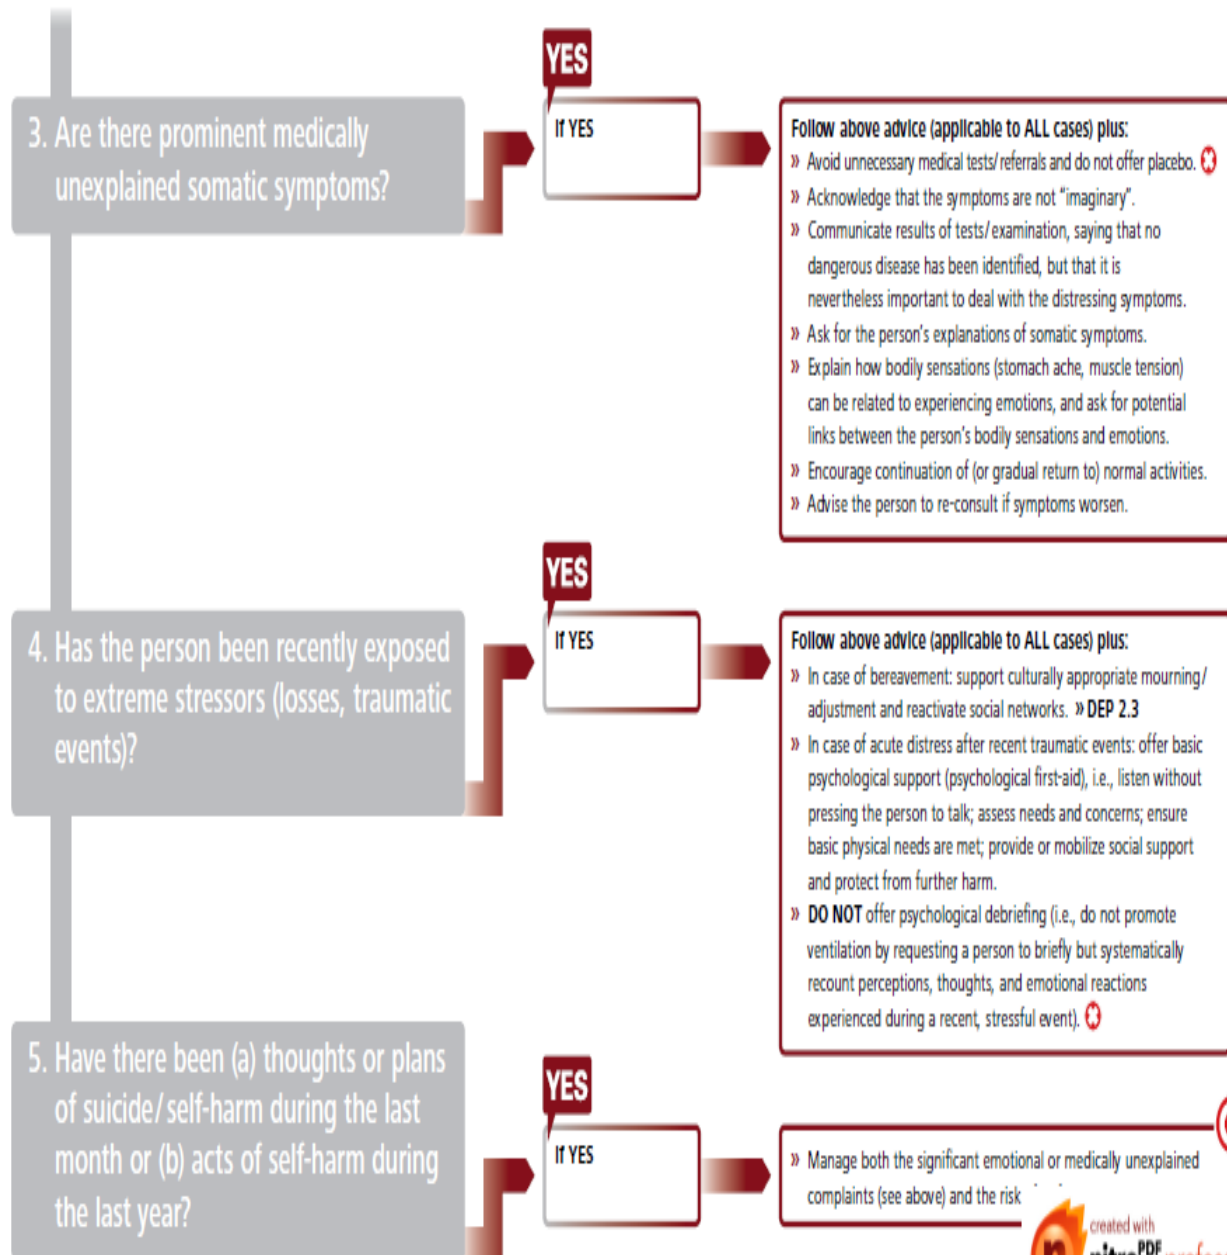 YES
3. Are there prominent medically
unexplained somatic symptoms?
If YES
Follow above advice (applicable to ALL cases) plus:
» Avoid unnecessary medical tests/referrals and do not offer placebo.
» Acknowledge that the symptoms are not "imaginary".
» Communicate results of tests/examination, saying that no
dangerous disease has been identified, but that it is
nevertheless important to deal with the distressing symptoms.
» Ask for the person's explanations of somatic symptoms.
» Explain how bodily sensations (stomach ache, muscle tension)
can be related to experiencing emotions, and ask for potential
links between the person's bodily sensations and emotions.
» Encourage continuation of (or gradual return to) normal activities.
» Advise the person to re-consult if symptoms worsen.
YES
4. Has the person been recently exposed
to extreme stressors (losses, traumatic
events)?
If YES
Follow above advice (applicable to ALL cases) plus:
» In case of bereavement: support culturally appropriate mourning/
adjustment and reactivate social networks. » DEP 2.3
» In case of acute distress after recent traumatic events: offer basic
psychological support (psychological first-aid), i.e., listen without
pressing the person to talk; assess needs and concerns; ensure
basic physical needs are met; provide or mobilize social support
and protect from further harm.
» DO NOT offer psychological debriefing (i.e., do not promote
ventilation by requesting a person to briefly but systematically
recount perceptions, thoughts, and emotional reactions
experienced during a recent, stressful event).
YES
5. Have there been (a) thoughts or plans
of suicide/self-harm during the last
month or (b) acts of self-harm during
the last year?
If YES
» Manage both the significant emotional or medically unexplained
complaints (see above) and the risk
created with